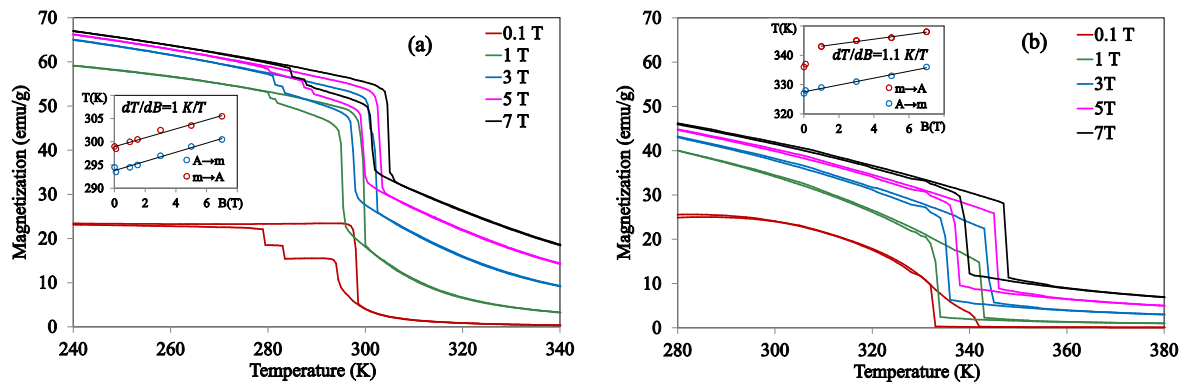 (a)
0.1 T
1 T
3 T
5 T
7 T
T(K)
dT/dB=1 K/T
305
300
295
290
0 2 4 6 B(T)
A→m
m→A
Magnetization (emu/g)
70
60
50
40
30
20
10
0
240 260 280 300 320 340
Temperature (K)
(b)
0.1 T
1 T
3T
5T
7T
T(K)
340
330
320
dT/dB=1.1 K/T
m→A
A→m
0 2 4 6 B(T)
Magnetization (emu/g)
70
60
50
40
30
20
10
0
280 300 320 340 360 380
Temperature (K)